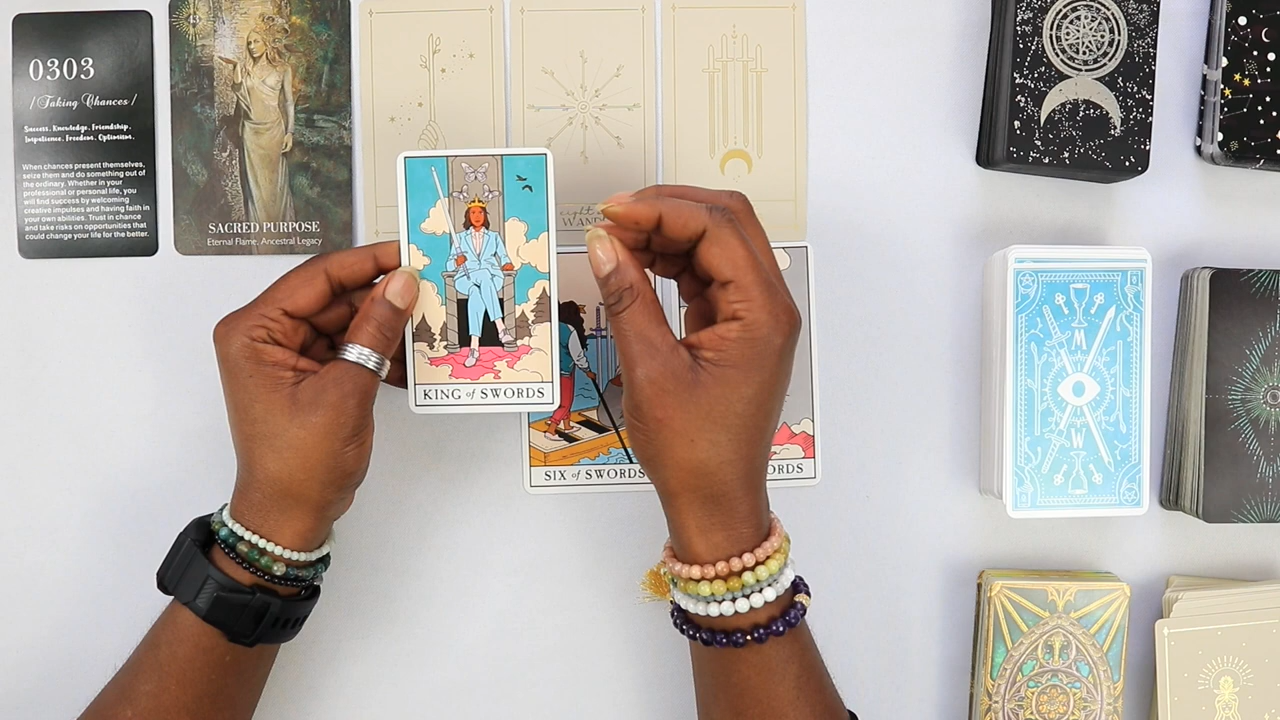 0303
/Taking Chances/
Success. Knowledge. Friendship.
Impatience. Freedom. Optimism.
When chances present themselves,
seize them and do something out of
the ordinary. Whether in your
professional or personal life, you
will find success by welcoming
creative impulses and having faith in
your own abilities. Trust in chance
and take risks on opportunities that
could change your life for the better.
SACRED PURPOSE
Eternal Flame, Ancestral Legacy
eight
KING of SWORDS
SIX of SWORDS
M
W